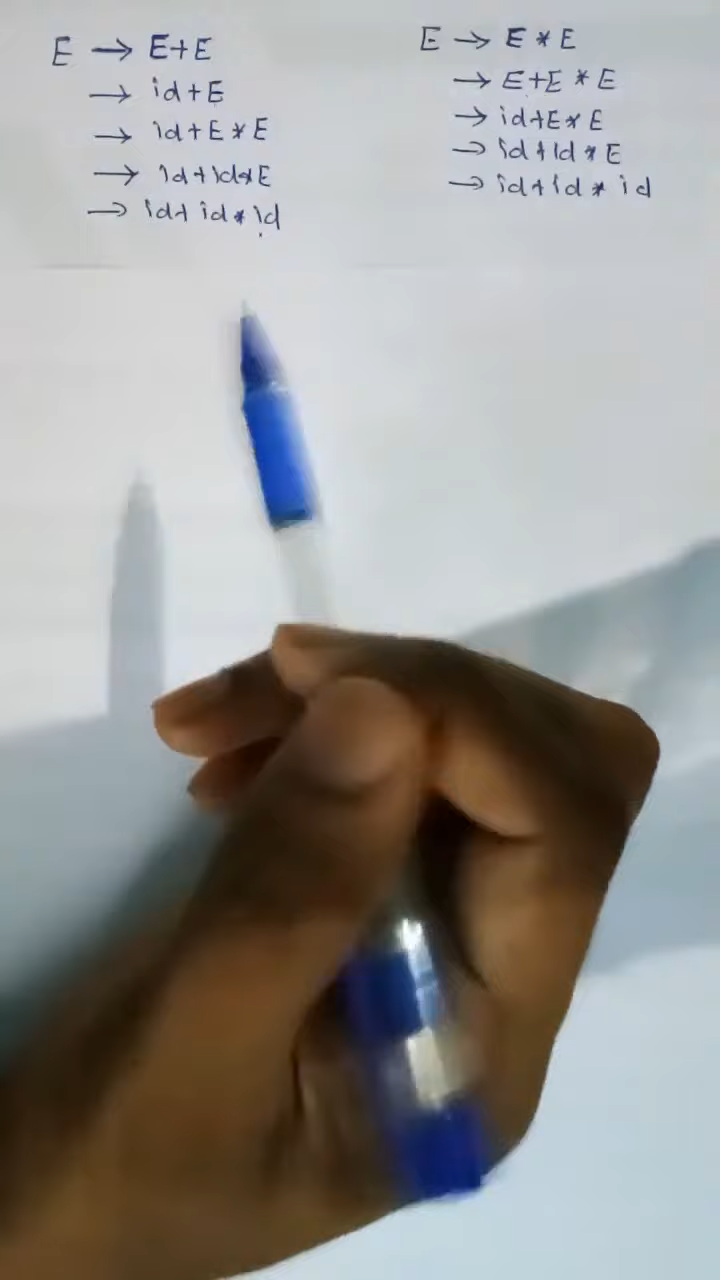 E → E+E
→ id+E
→ id+E*E
→ id+id*E
→ id+id*id
E → E*E
→ E+E*E
→ id+E*E
→ id+id*E
→ id+id*id